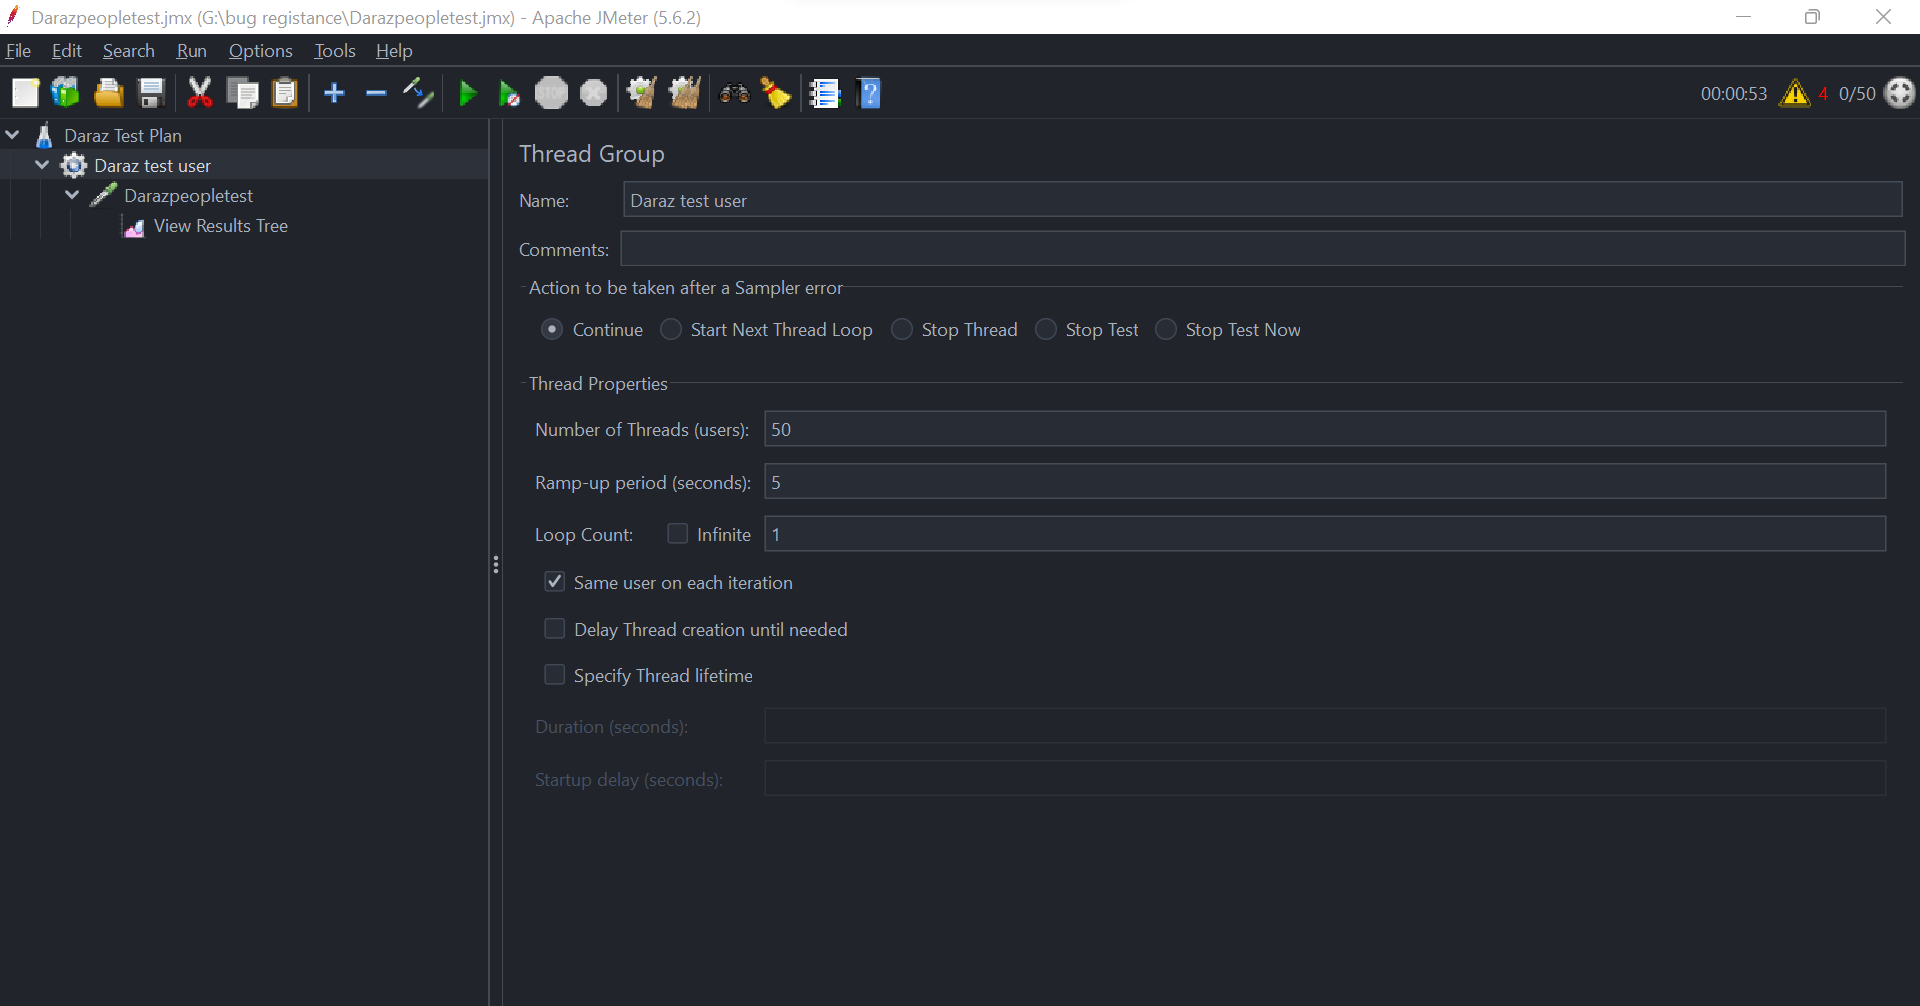 Darazpeopletest.jmx (G:\bug registance\Darazpeopletest.jmx) - Apache JMeter (5.6.2)
File Edit Search Run Options Tools Help
STOP ? 00:00:53 4 0/50
Daraz Test Plan
Daraz test user
Darazpeopletest
View Results Tree
Thread Group
Name: Daraz test user
Comments:
Action to be taken after a Sampler error
Continue Start Next Thread Loop Stop Thread Stop Test Stop Test Now
Thread Properties
Number of Threads (users): 50
Ramp-up period (seconds): 5
Loop Count: Infinite 1
Same user on each iteration
Delay Thread creation until needed
Specify Thread lifetime
Duration (seconds):
Startup delay (seconds):